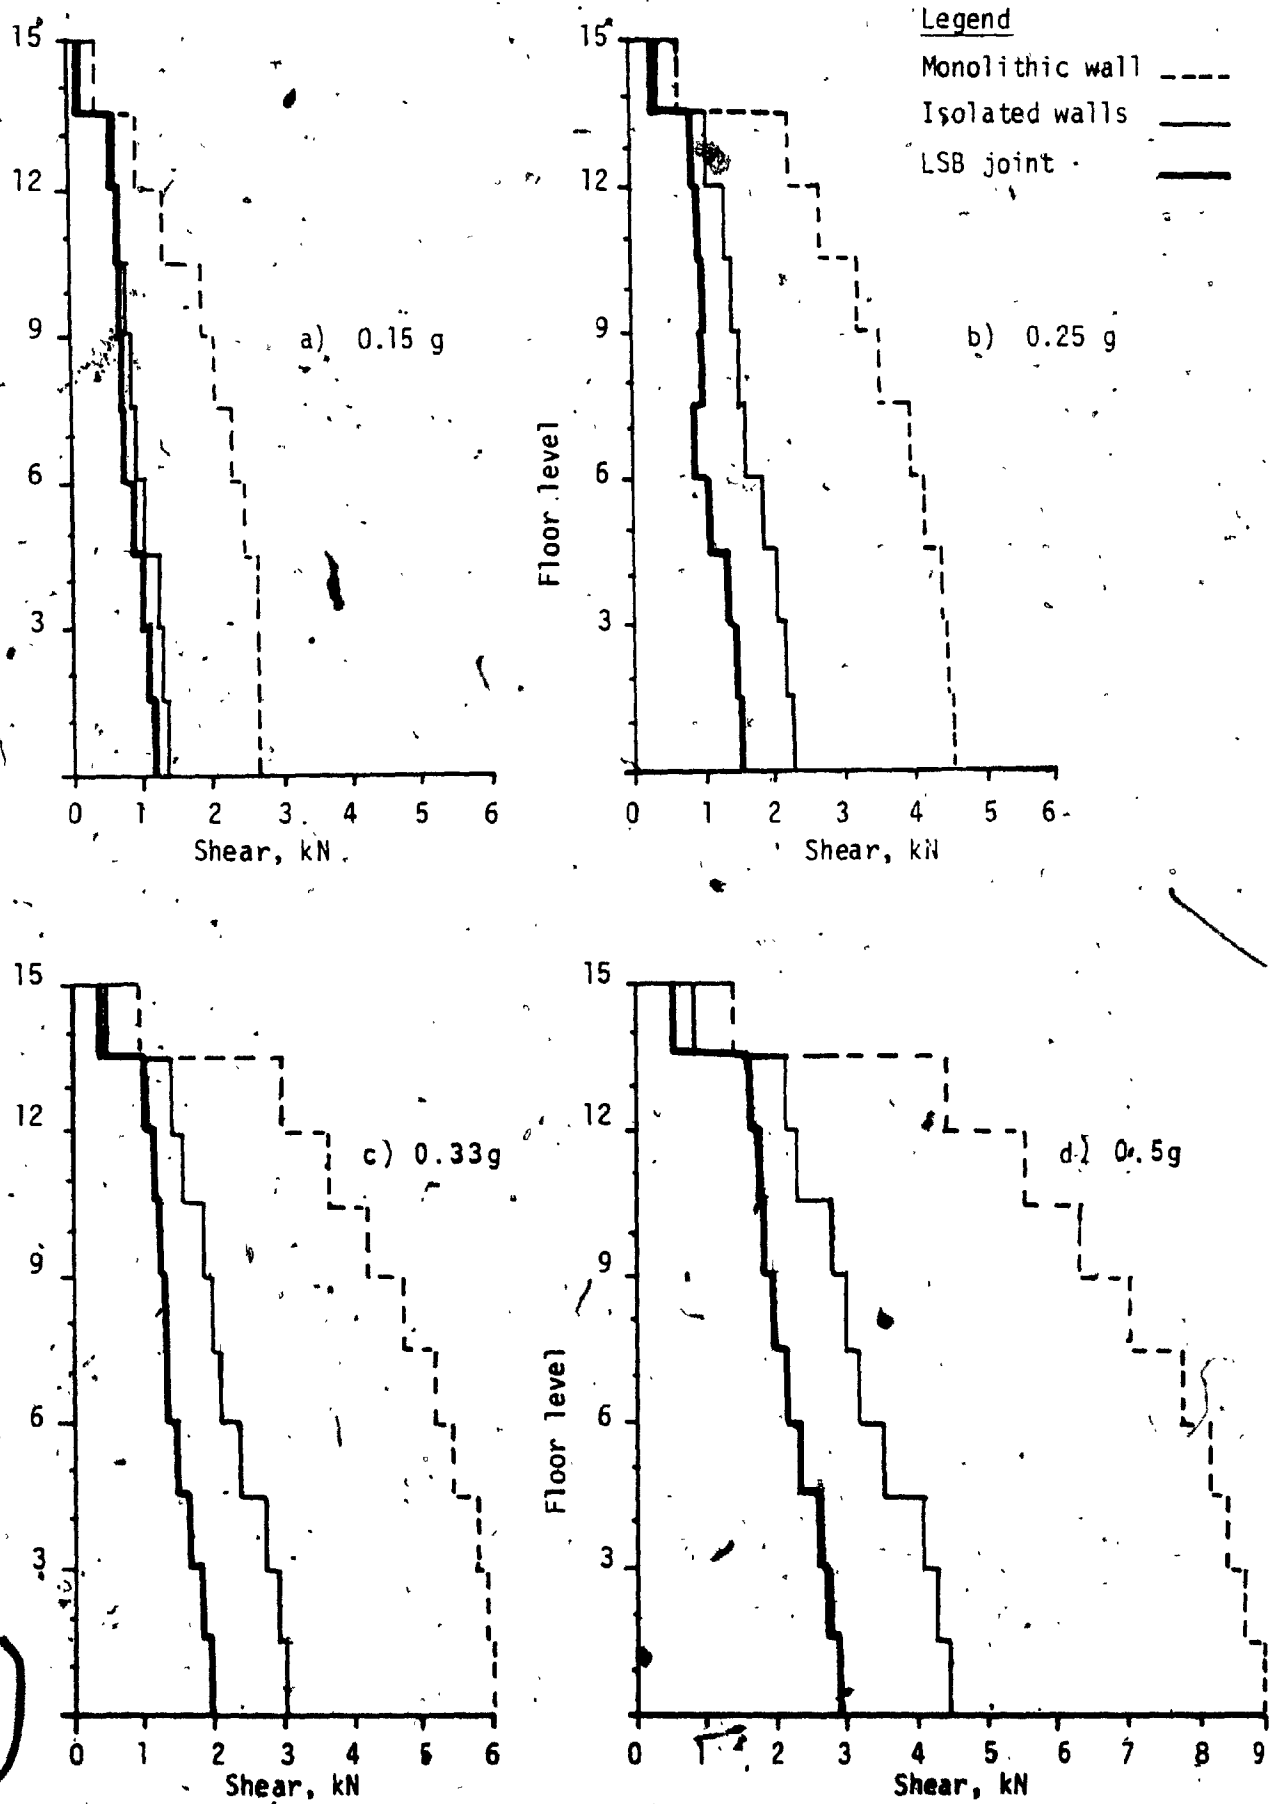 Legend
Monolithic wall
Isolated walls
LSB joint
15
12
9
6
3
a) 0.15 g
0 1 2 3 4 5 6
Shear, kN
15
12
9
6
3
Floor level
b) 0.25 g
0 1 2 3 4 5 6
Shear, kN
15
12
9
6
3
c) 0.33g
0 1 2 3 4 5 6
Shear, kN
15
12
9
6
3
Floor level
d) 0.5g
0 1 2 3 4 5 6 7 8 9
Shear, kN